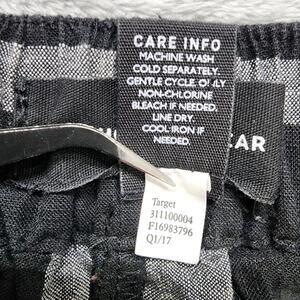 CARE INFO
MACHINE WASH
COLD SEPARATELY.
GENTLE CYCLE. ONLY
NON-CHLORINE
BLEACH IF NEEDED.
LINE DRY.
COOL IRON IF
NEEDED.
Target
311100004
F16983796
Q1/17